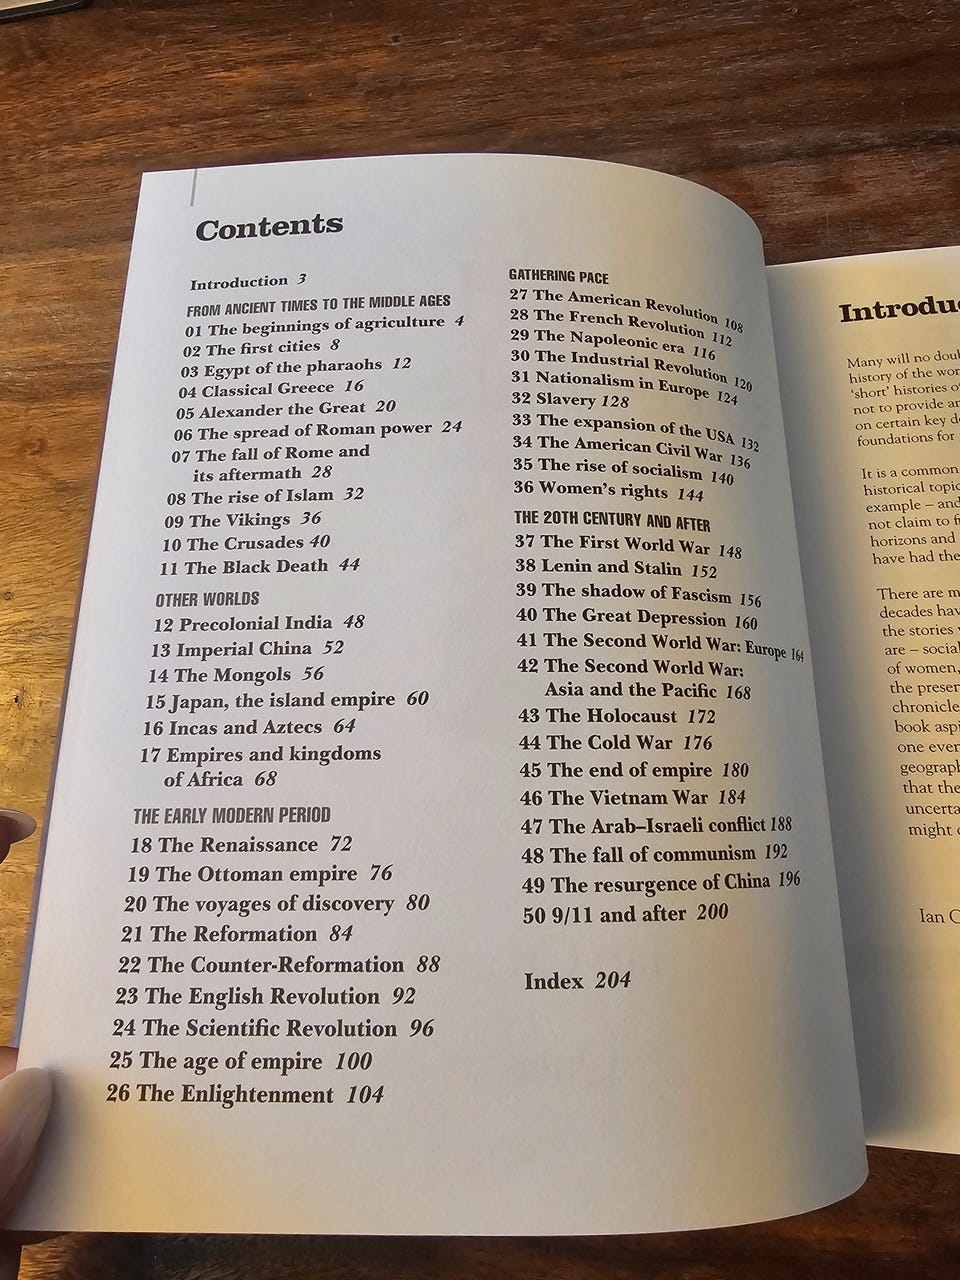 Contents
Introduction 3
FROM ANCIENT TIMES TO THE MIDDLE AGES
01 The beginnings of agriculture 4
02 The first cities 8
03 Egypt of the pharaohs 12
04 Classical Greece 16
05 Alexander the Great 20
06 The spread of Roman power 24
07 The fall of Rome and
its aftermath 28
08 The rise of Islam 32
09 The Vikings 36
10 The Crusades 40
11 The Black Death 44
OTHER WORLDS
12 Precolonial India 48
13 Imperial China 52
14 The Mongols 56
15 Japan, the island empire 60
16 Incas and Aztecs 64
17 Empires and kingdoms
of Africa 68
THE EARLY MODERN PERIOD
18 The Renaissance 72
19 The Ottoman empire 76
20 The voyages of discovery 80
21 The Reformation 84
22 The Counter-Reformation 88
23 The English Revolution 92
24 The Scientific Revolution 96
25 The age of empire 100
26 The Enlightenment 104
GATHERING PACE
27 The American Revolution 108
28 The French Revolution 112
29 The Napoleonic era 116
30 The Industrial Revolution 120
31 Nationalism in Europe 124
32 Slavery 128
33 The expansion of the USA 132
34 The American Civil War 136
35 The rise of socialism 140
36 Women's rights 144
THE 20TH CENTURY AND AFTER
37 The First World War 148
38 Lenin and Stalin 152
39 The shadow of Fascism 156
40 The Great Depression 160
41 The Second World War: Europe 164
42 The Second World War:
Asia and the Pacific 168
43 The Holocaust 172
44 The Cold War 176
45 The end of empire 180
46 The Vietnam War 184
47 The Arab–Israeli conflict 188
48 The fall of communism 192
49 The resurgence of China 196
50 9/11 and after 200
Index 204
Introduc
Many will no dou
history of the wor
'short' histories o
not to provide an
on certain key d
foundations for
It is a common
historical topic
example – and
not claim to f
horizons and
have had the
There are m
decades hav
the stories
are – social
of women,
the presen
chronicle
book aspi
one ever
geograph
that the
uncerta
might c
Ian C